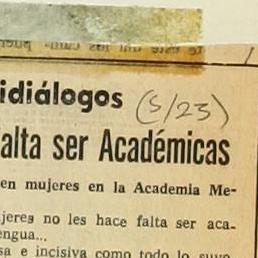 idiálogos (5/23)
alta ser Académicas
en mujeres en la Academia Me-
jeres no les hace falta ser aca-
engua...
sa e incisiva como todo lo suyo